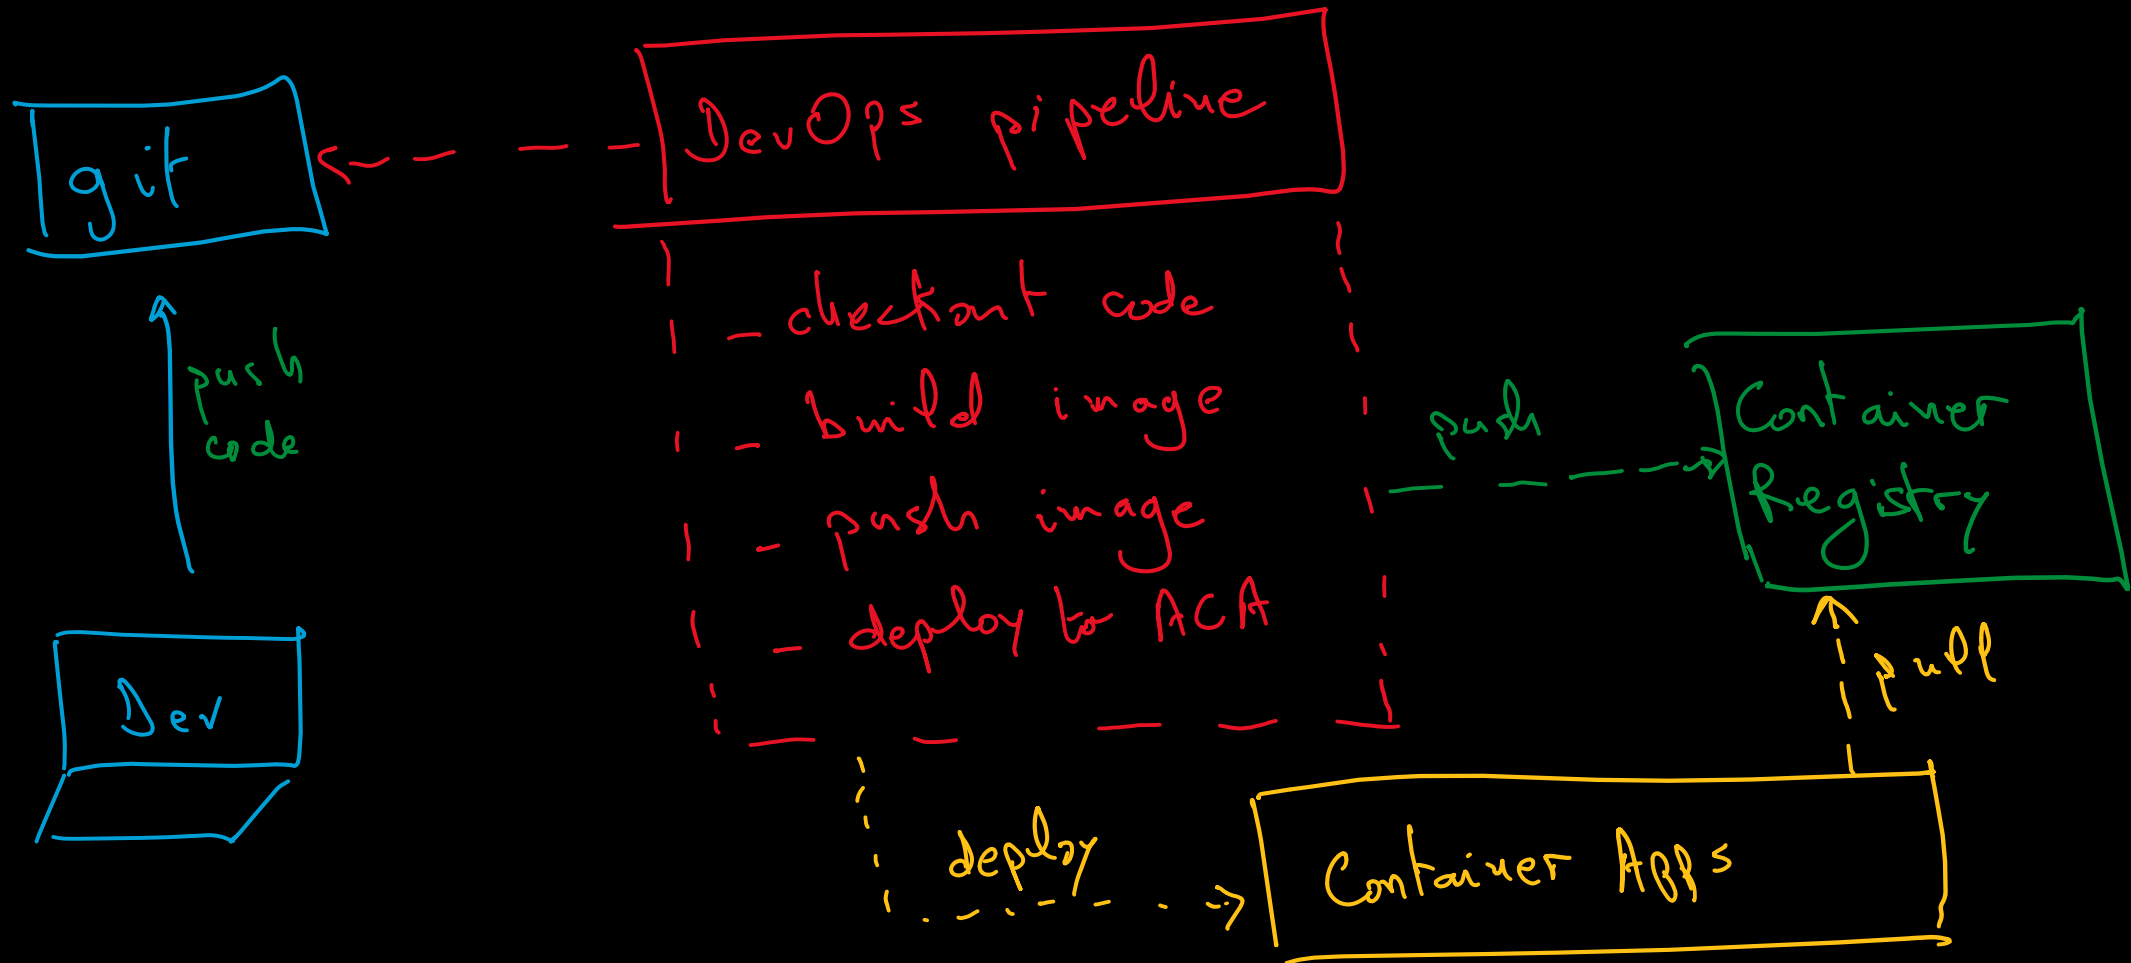 git
DevOps pipeline
- checkout code
- build image
- push image
- deploy to ACA
push
code
Dev
push
Container
Registry
pull
deploy
Container Apps